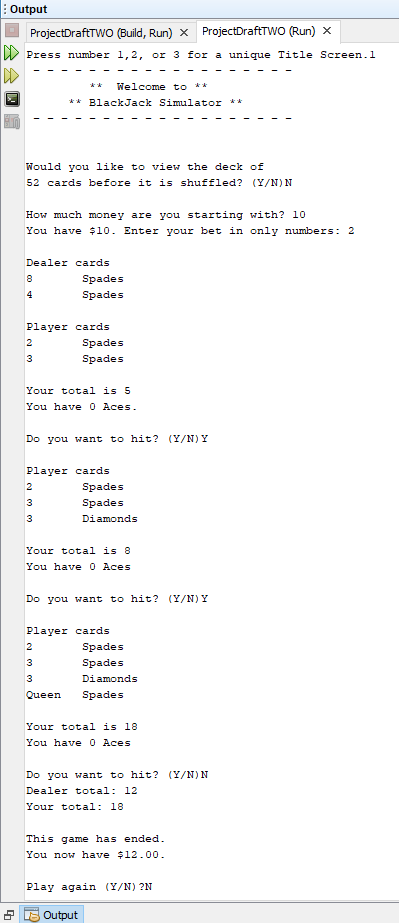 Output
ProjectDraftTWO (Build, Run) × ProjectDraftTWO (Run) ×
Press number 1,2, or 3 for a unique Title Screen.1
- - - - - - - - - - - - - - - - - - -
** Welcome to **
** BlackJack Simulator **
- - - - - - - - - - - - - - - - - - -
Would you like to view the deck of
52 cards before it is shuffled? (Y/N)N
How much money are you starting with? 10
You have $10. Enter your bet in only numbers: 2
Dealer cards
8 Spades
4 Spades
Player cards
2 Spades
3 Spades
Your total is 5
You have 0 Aces.
Do you want to hit? (Y/N)Y
Player cards
2 Spades
3 Spades
3 Diamonds
Your total is 8
You have 0 Aces
Do you want to hit? (Y/N)Y
Player cards
2 Spades
3 Spades
3 Diamonds
Queen Spades
Your total is 18
You have 0 Aces
Do you want to hit? (Y/N)N
Dealer total: 12
Your total: 18
This game has ended.
You now have $12.00.
Play again (Y/N)?N
Output